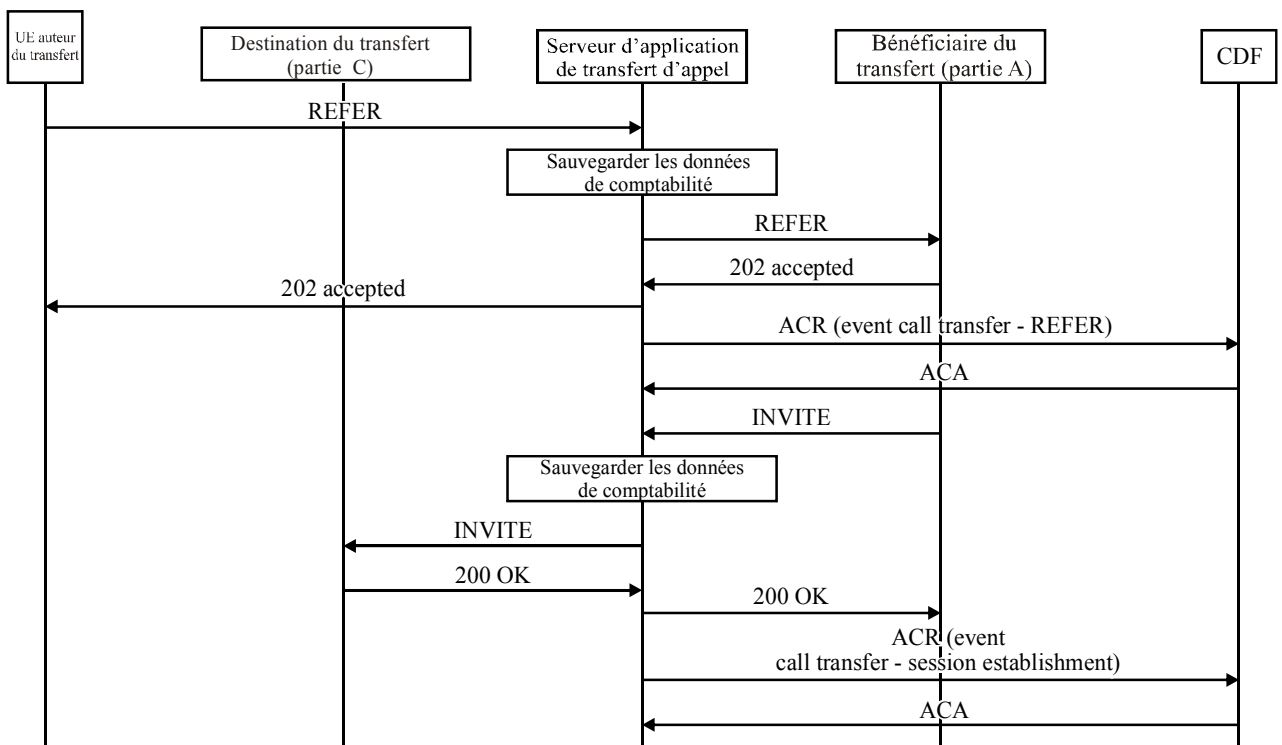 UE auteur
du transfert
Destination du transfert
(partie C)
Serveur d'application
de transfert d'appel
Bénéficiaire du
transfert (partie A)
CDF
REFER
Sauvegarder les données
de comptabilité
REFER
202 accepted
202 accepted
ACR (event call transfer - REFER)
ACA
INVITE
Sauvegarder les données
de comptabilité
INVITE
200 OK
200 OK
ACR (event
call transfer - session establishment)
ACA